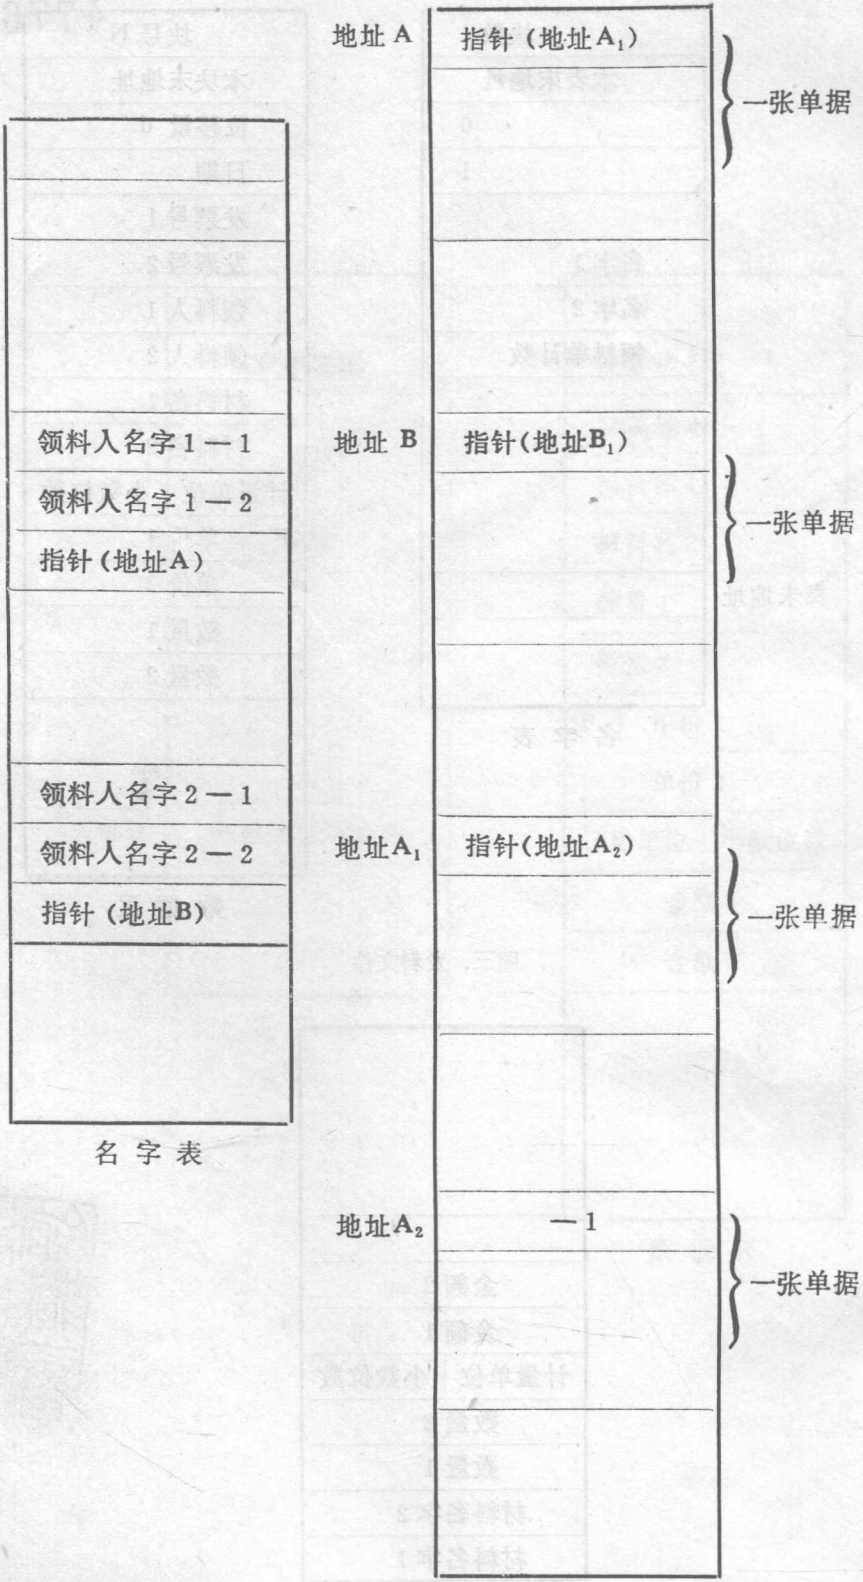 地址 A
指针 (地址A₁)
一张单据
领料人名字 1 — 1
领料人名字 1 — 2
指针 (地址A)
领料人名字 2 — 1
领料人名字 2 — 2
指针 (地址B)
名 字 表
地址 B
指针(地址B₁)
一张单据
地址A₁
指针(地址A₂)
一张单据
地址A₂
— 1
一张单据